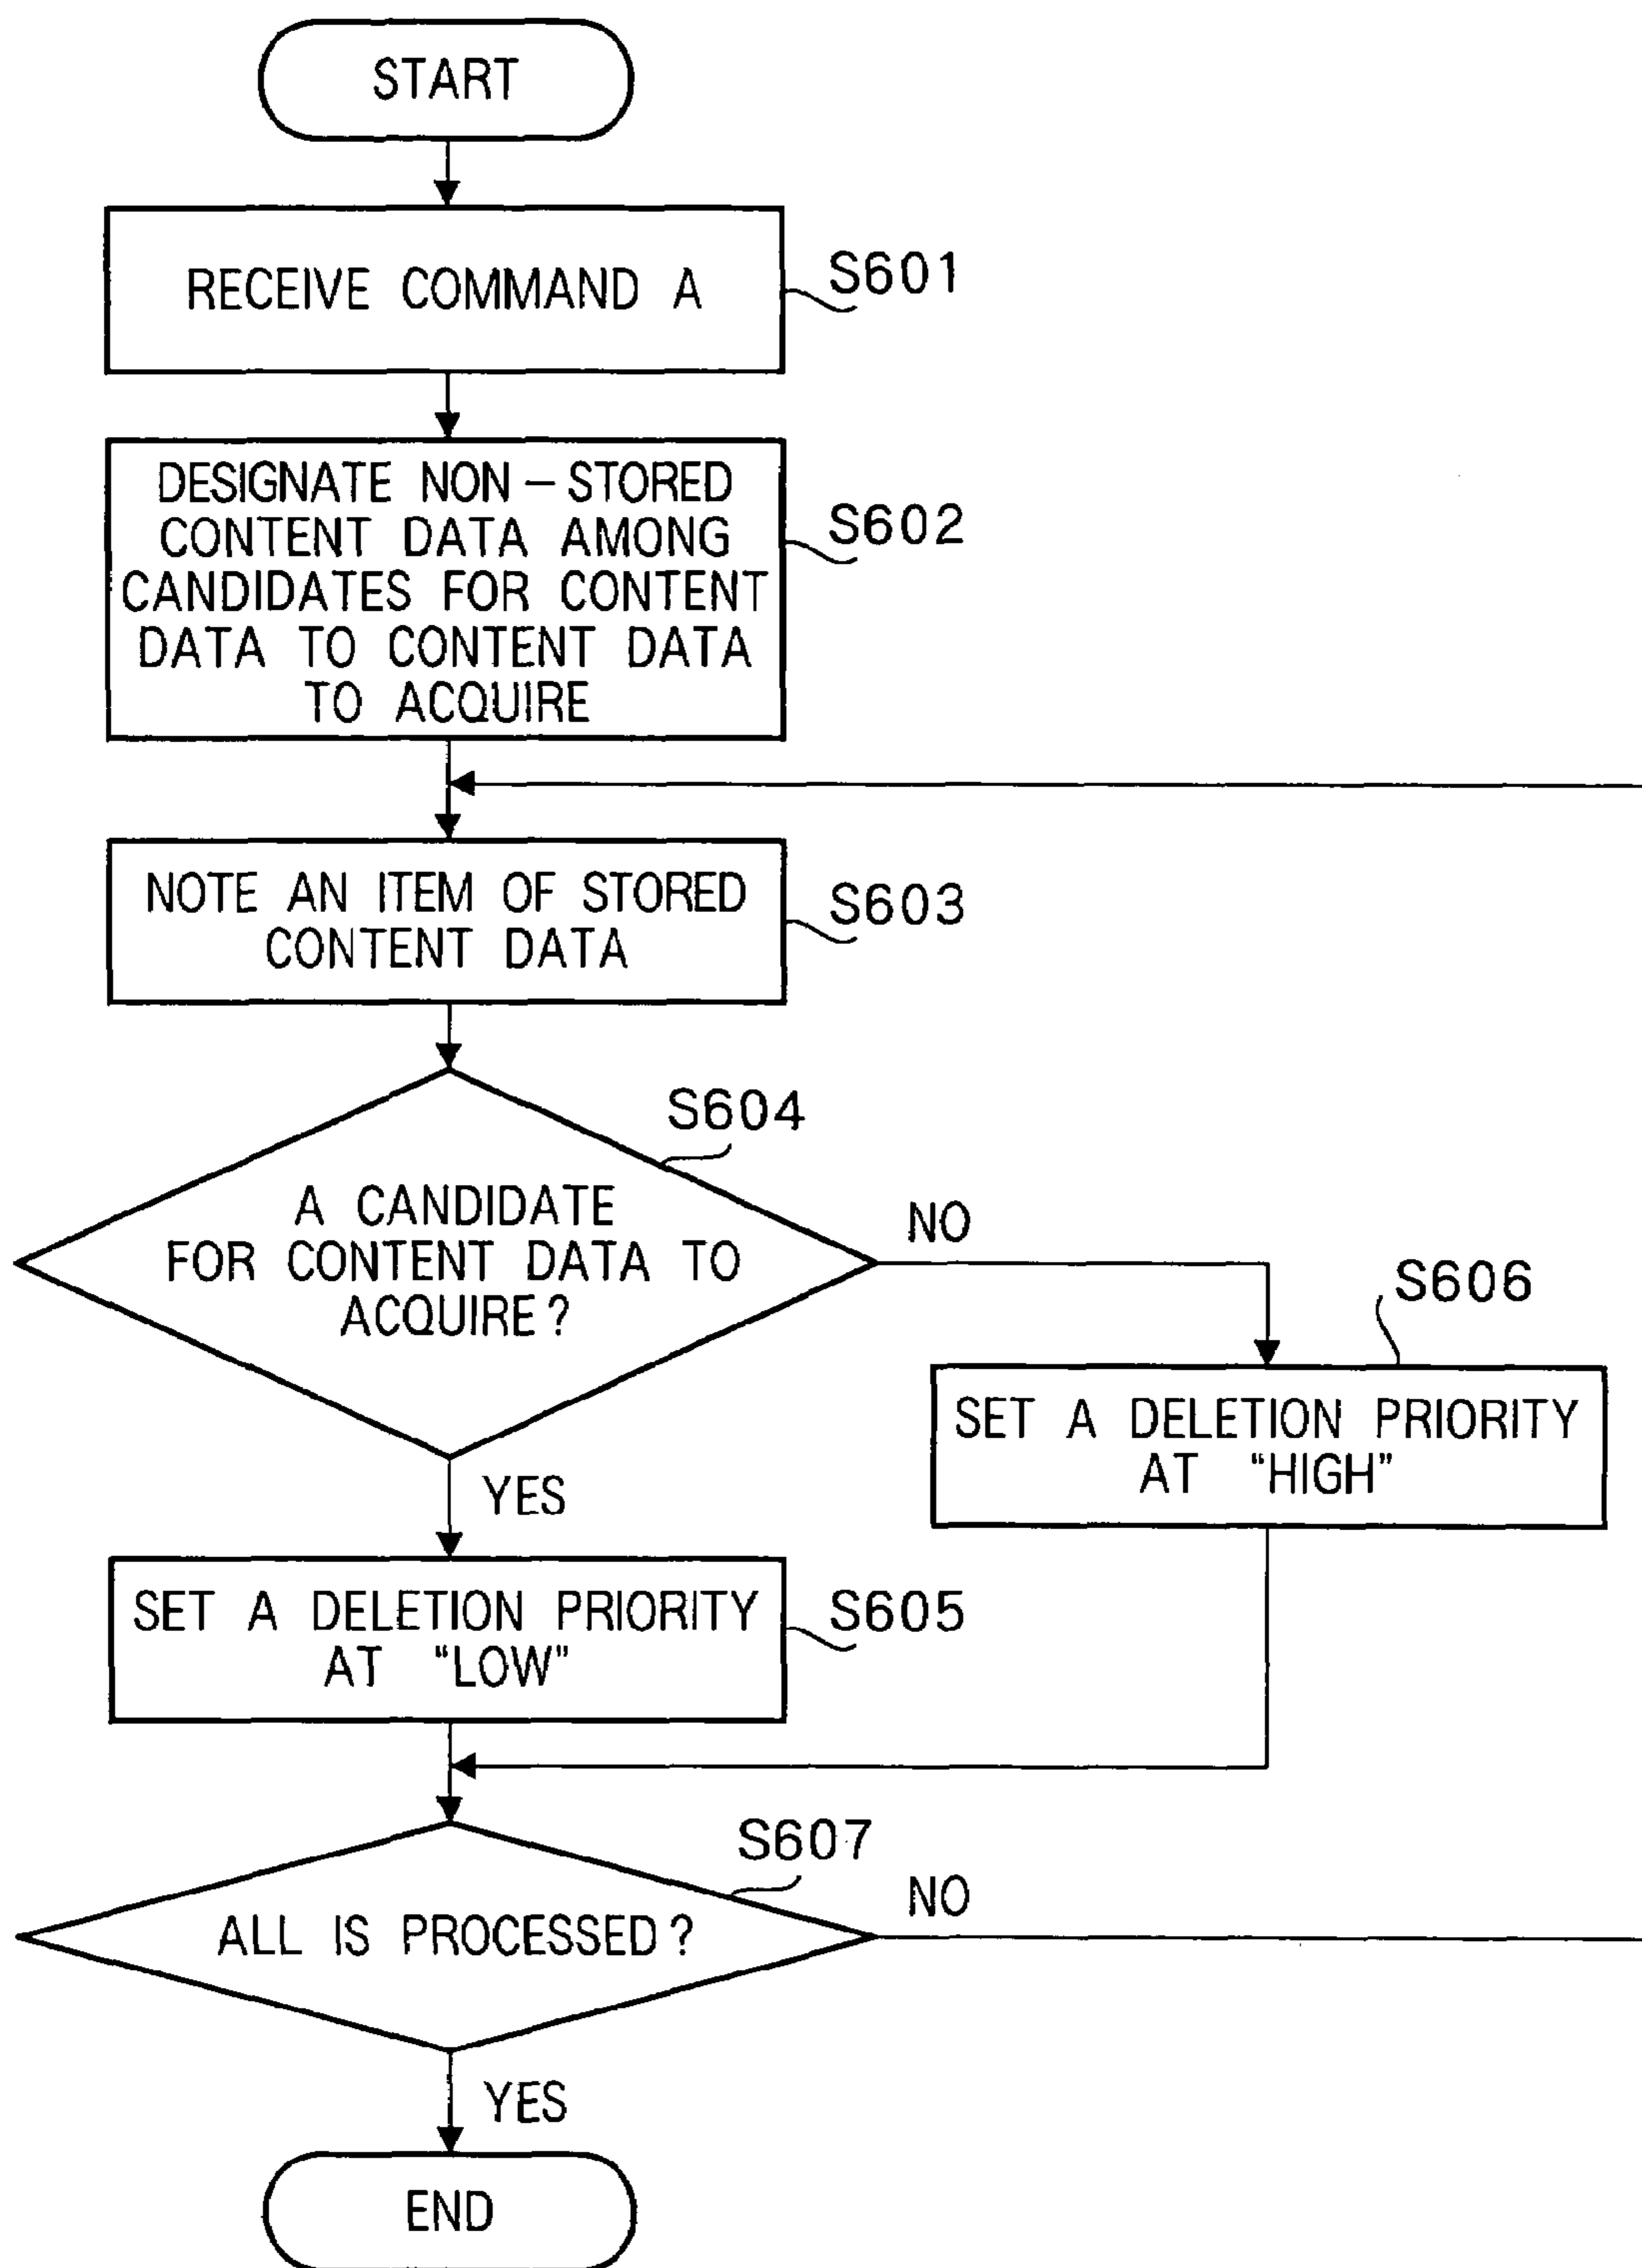 START
RECEIVE COMMAND A
S601
DESIGNATE NON-STORED
CONTENT DATA AMONG
CANDIDATES FOR CONTENT
DATA TO CONTENT DATA
TO ACQUIRE
S602
NOTE AN ITEM OF STORED
CONTENT DATA
S603
S604
A CANDIDATE
FOR CONTENT DATA TO
ACQUIRE?
NO
S606
SET A DELETION PRIORITY
AT "HIGH"
YES
SET A DELETION PRIORITY
AT "LOW"
S605
S607
ALL IS PROCESSED?
NO
YES
END